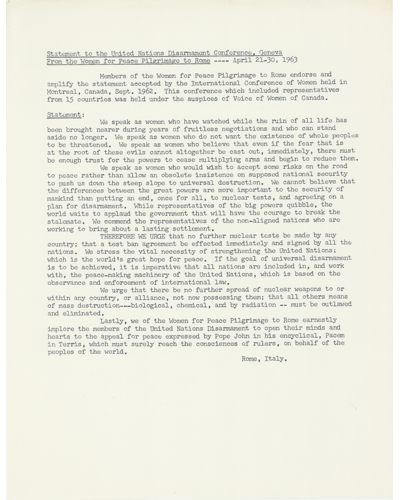 Statement to the United Nations Disarmament Conference, Geneva
From the Women for Peace Pilgrimage to Rome ---- April 21-30, 1963
Members of the Women for Peace Pilgrimage to Rome endorse and
amplify the statement accepted by the International Conference of Women held in
Montreal, Canada, Sept. 1962. This conference which included representatives
from 15 countries was held under the auspices of Voice of Women of Canada.
Statement:
We speak as women who have watched while the ruin of all life has
been brought nearer during years of fruitless negotiations and who can stand
aside no longer. We speak as women who do not want the existence of whole peoples
to be threatened. We speak as women who believe that even if the fear that is
at the root of these evils cannot altogether be cast out, immediately, there must
be enough trust for the powers to cease multiplying arms and begin to reduce them.
We speak as women who would wish to accept some risks on the road
to peace rather than allow an obsolete insistence on supposed national security
to push us down the steep slope to universal destruction. We cannot believe that
the differences between the great powers are more important to the security of
mankind than putting an end, once for all, to nuclear tests, and agreeing on a
plan for disarmament. While representatives of the big powers quibble, the
world waits to applaud the government that will have the courage to break the
stalemate. We commend the representatives of the non-aligned nations who are
working to bring about a lasting settlement.
THEREFORE WE URGE that no further nuclear tests be made by any
country; that a test ban agreement be effected immediately and signed by all the
nations. We stress the vital necessity of strengthening the United Nations:
which is the world's great hope for peace. If the goal of universal disarmament
is to be achieved, it is imperative that all nations are included in, and work
with, the peace-making machinery of the United Nations, which is based on the
observance and enforcement of international law.
We urge that there be no further spread of nuclear weapons to or
within any country, or alliance, not now possessing them; that all others means
of mass destruction---biological, chemical, and by radiation -- must be outlawed
and eliminated.
Lastly, we of the Women for Peace Pilgrimage to Rome earnestly
implore the members of the United Nations Disarmament to open their minds and
hearts to the appeal for peace expressed by Pope John in his encyclical, Pacem
in Terris, which must surely reach the consciences of rulers, on behalf of the
peoples of the world.
Rome, Italy.